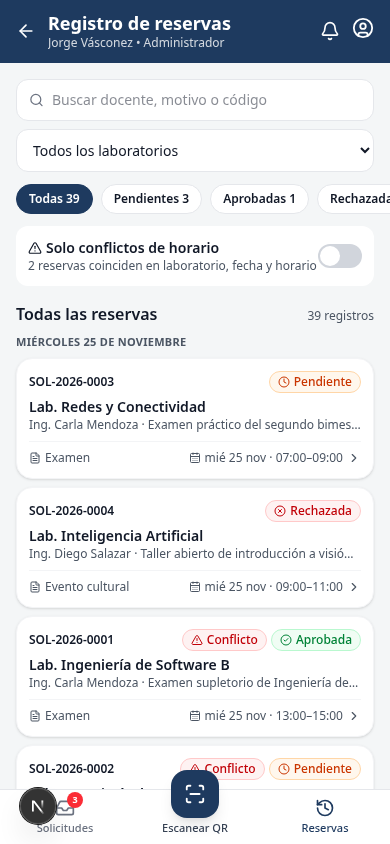 Registro de reservas
Jorge Vásconez • Administrador
Buscar docente, motivo o código
Todos los laboratorios
Todas 39
Pendientes 3
Aprobadas 1
Rechazada
Solo conflictos de horario
2 reservas coinciden en laboratorio, fecha y horario
Todas las reservas
39 registros
MIÉRCOLES 25 DE NOVIEMBRE
SOL-2026-0003
Pendiente
Lab. Redes y Conectividad
Ing. Carla Mendoza · Examen práctico del segundo bimes...
Examen
mié 25 nov · 07:00–09:00
SOL-2026-0004
Rechazada
Lab. Inteligencia Artificial
Ing. Diego Salazar · Taller abierto de introducción a visió...
Evento cultural
mié 25 nov · 09:00–11:00
SOL-2026-0001
Conflicto
Aprobada
Lab. Ingeniería de Software B
Ing. Carla Mendoza · Examen supletorio de Ingeniería de...
Examen
mié 25 nov · 13:00–15:00
SOL-2026-0002
Conflicto
Pendiente
N
3
Solicitudes
Escanear QR
Reservas